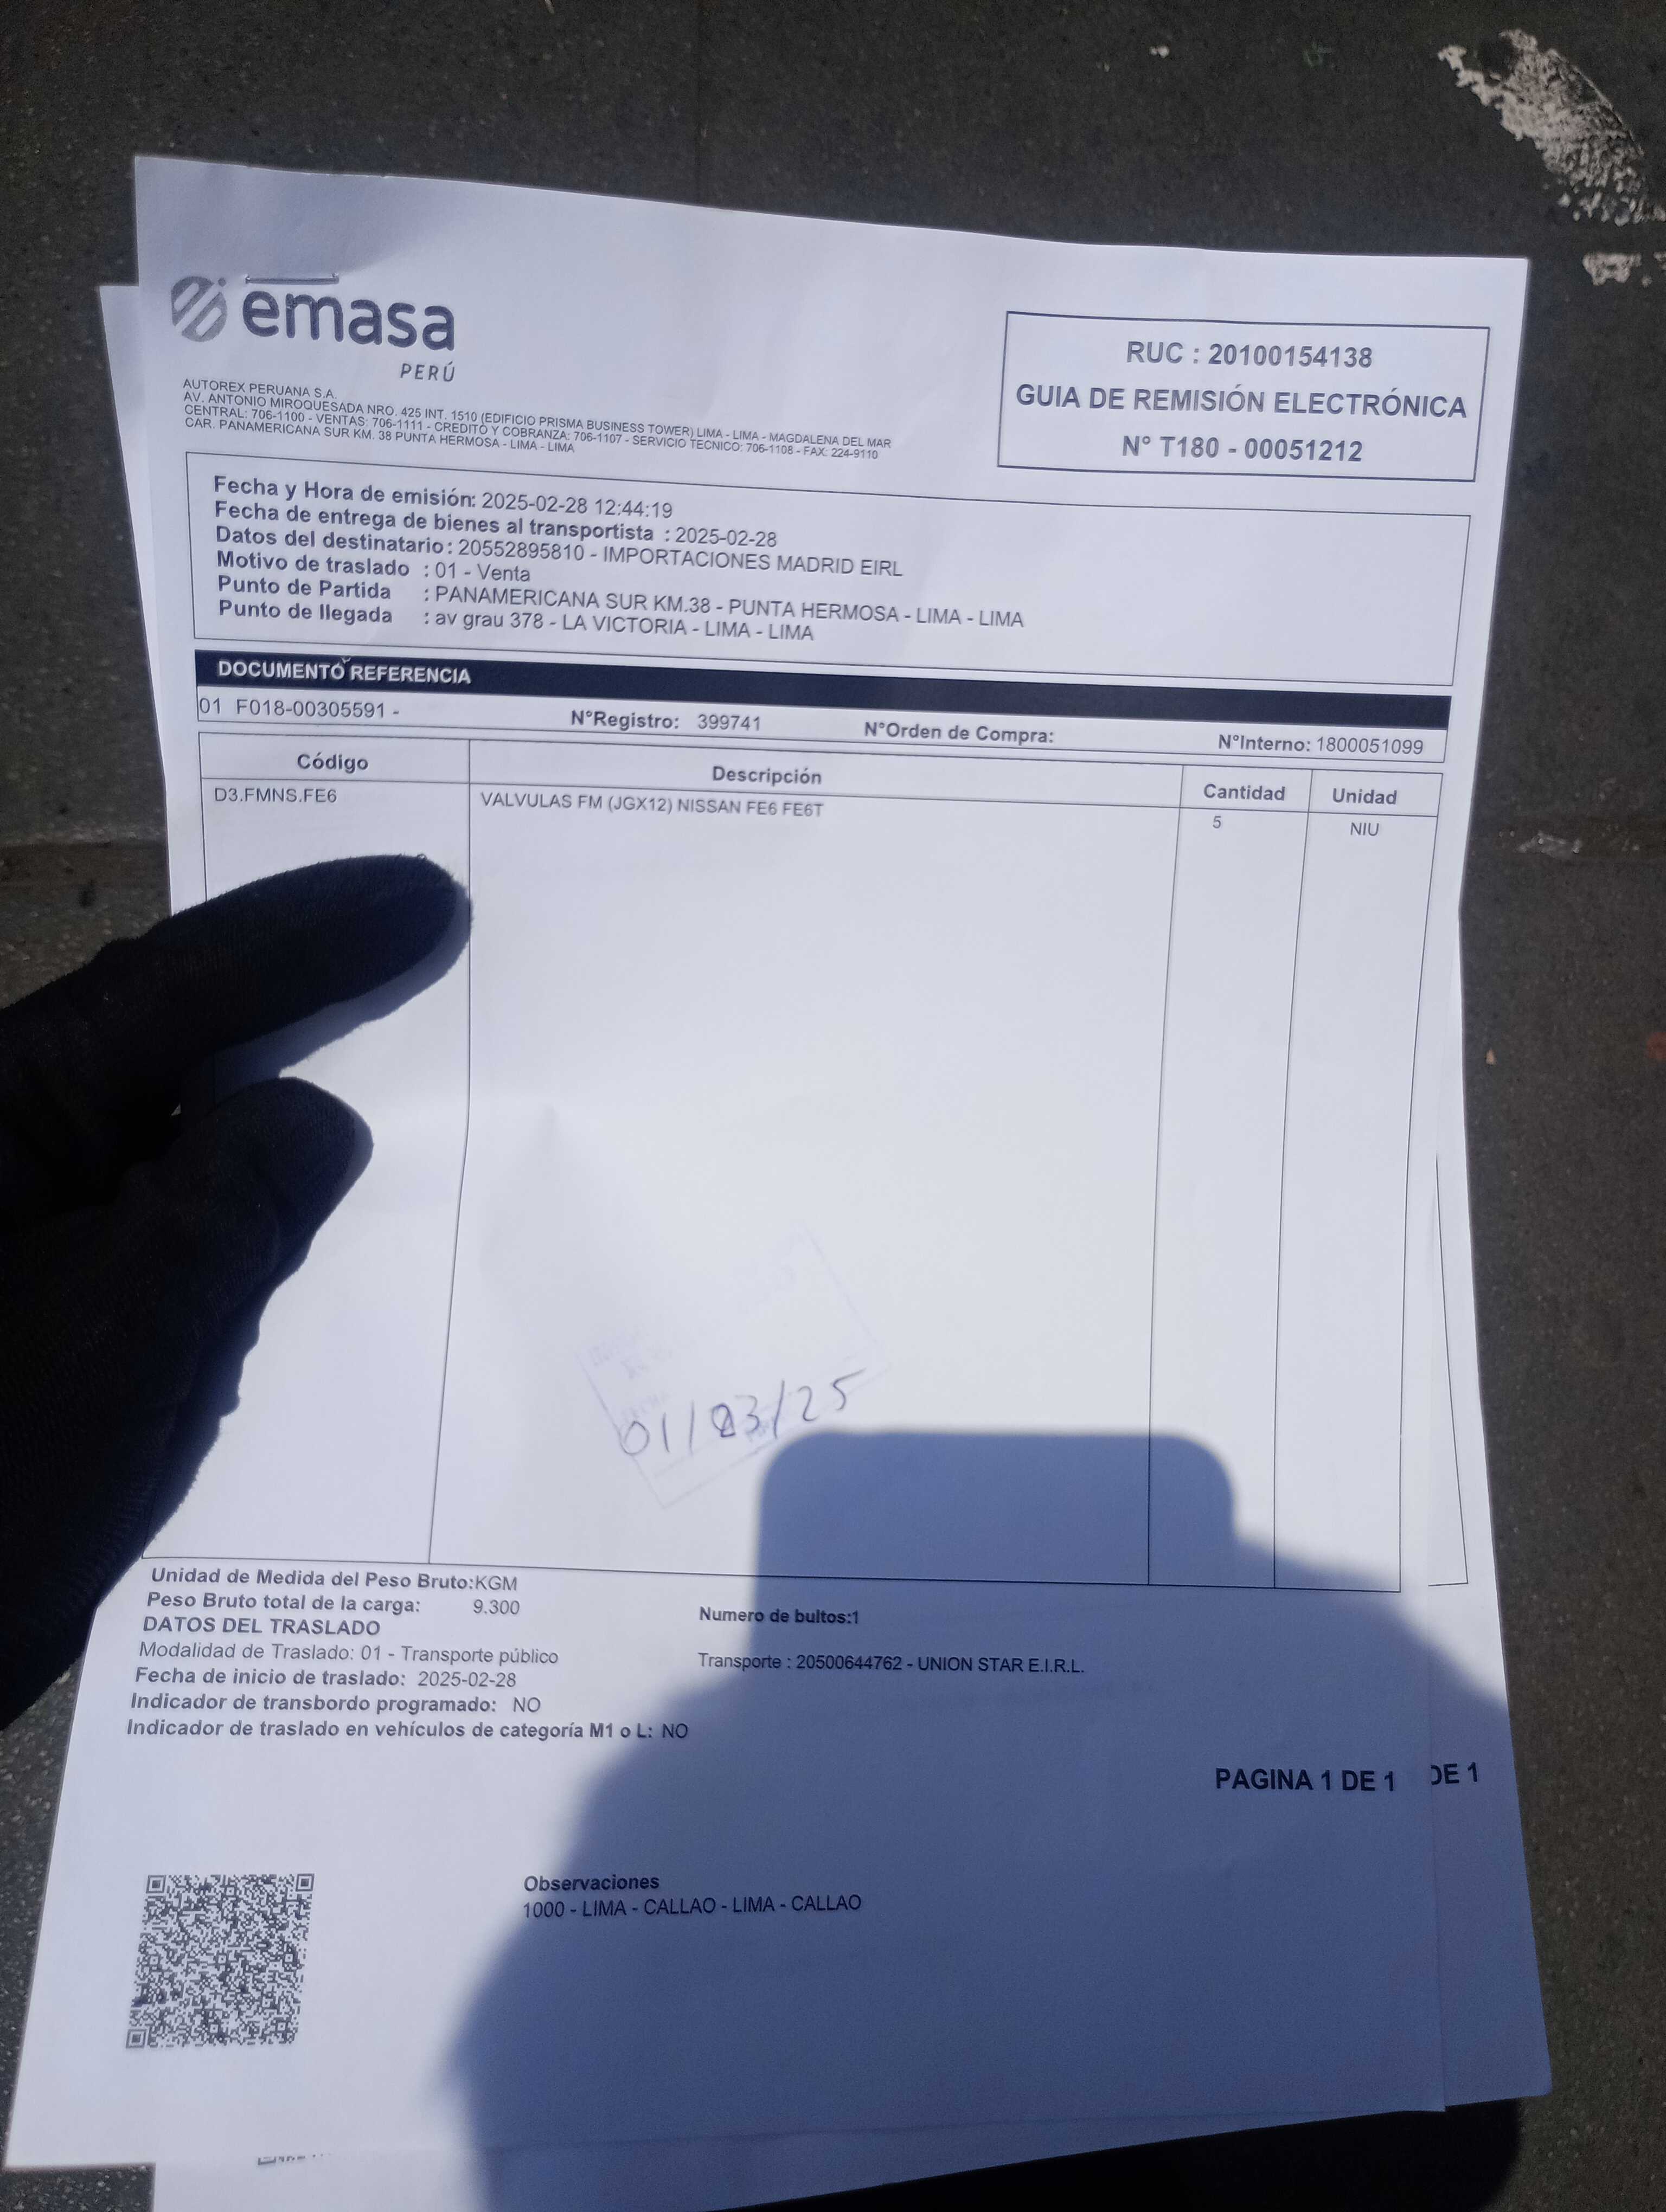 emasa
PERÚ
AUTOREX PERUANA S.A.
AV. ANTONIO MIROQUESADA NRO. 425 INT. 1510 (EDIFICIO PRISMA BUSINESS TOWER) LIMA - LIMA - MAGDALENA DEL MAR
CENTRAL: 706-1100 - VENTAS: 706-1111 - CREDITO Y COBRANZA: 706-1107 - SERVICIO TECNICO: 706-1108 - FAX: 224-9110
CAR. PANAMERICANA SUR KM. 38 PUNTA HERMOSA - LIMA - LIMA
RUC : 20100154138
GUIA DE REMISIÓN ELECTRÓNICA
N° T180 - 00051212
Fecha y Hora de emisión: 2025-02-28 12:44:19
Fecha de entrega de bienes al transportista : 2025-02-28
Datos del destinatario : 20552895810 - IMPORTACIONES MADRID EIRL
Motivo de traslado : 01 - Venta
Punto de Partida : PANAMERICANA SUR KM.38 - PUNTA HERMOSA - LIMA - LIMA
Punto de llegada : av grau 378 - LA VICTORIA - LIMA - LIMA
DOCUMENTO REFERENCIA
01 F018-00305591 - N°Registro: 399741 N°Orden de Compra: N°Interno: 1800051099
Código Descripción Cantidad Unidad
D3.FMNS.FE6 VALVULAS FM (JGX12) NISSAN FE6 FE6T 5 NIU
01/03/25
Unidad de Medida del Peso Bruto:KGM
Peso Bruto total de la carga: 9.300 Numero de bultos:1
DATOS DEL TRASLADO
Modalidad de Traslado: 01 - Transporte público Transporte : 20500644762 - UNION STAR E.I.R.L.
Fecha de inicio de traslado: 2025-02-28
Indicador de transbordo programado: NO
Indicador de traslado en vehículos de categoría M1 o L: NO
PAGINA 1 DE 1
DE 1
Observaciones
1000 - LIMA - CALLAO - LIMA - CALLAO